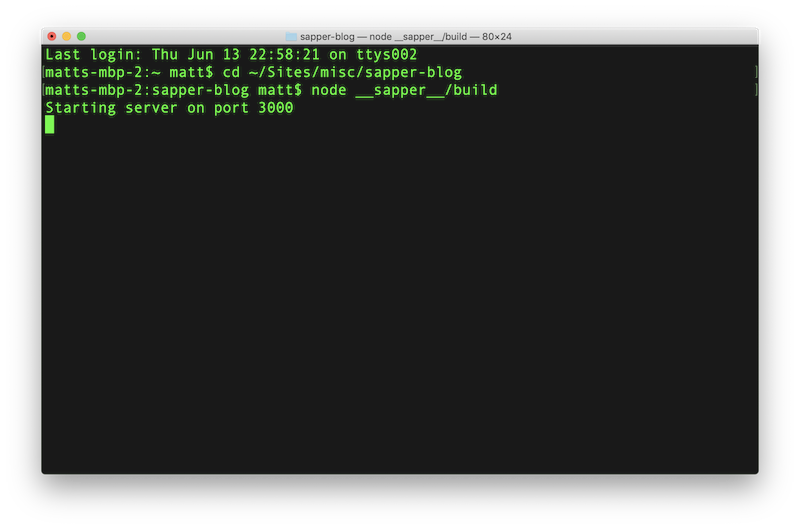 sapper-blog — node __sapper__/build — 80×24
Last login: Thu Jun 13 22:58:21 on ttys002
[matts-mbp-2:~ matt$ cd ~/Sites/misc/sapper-blog ]
[matts-mbp-2:sapper-blog matt$ node __sapper__/build ]
Starting server on port 3000